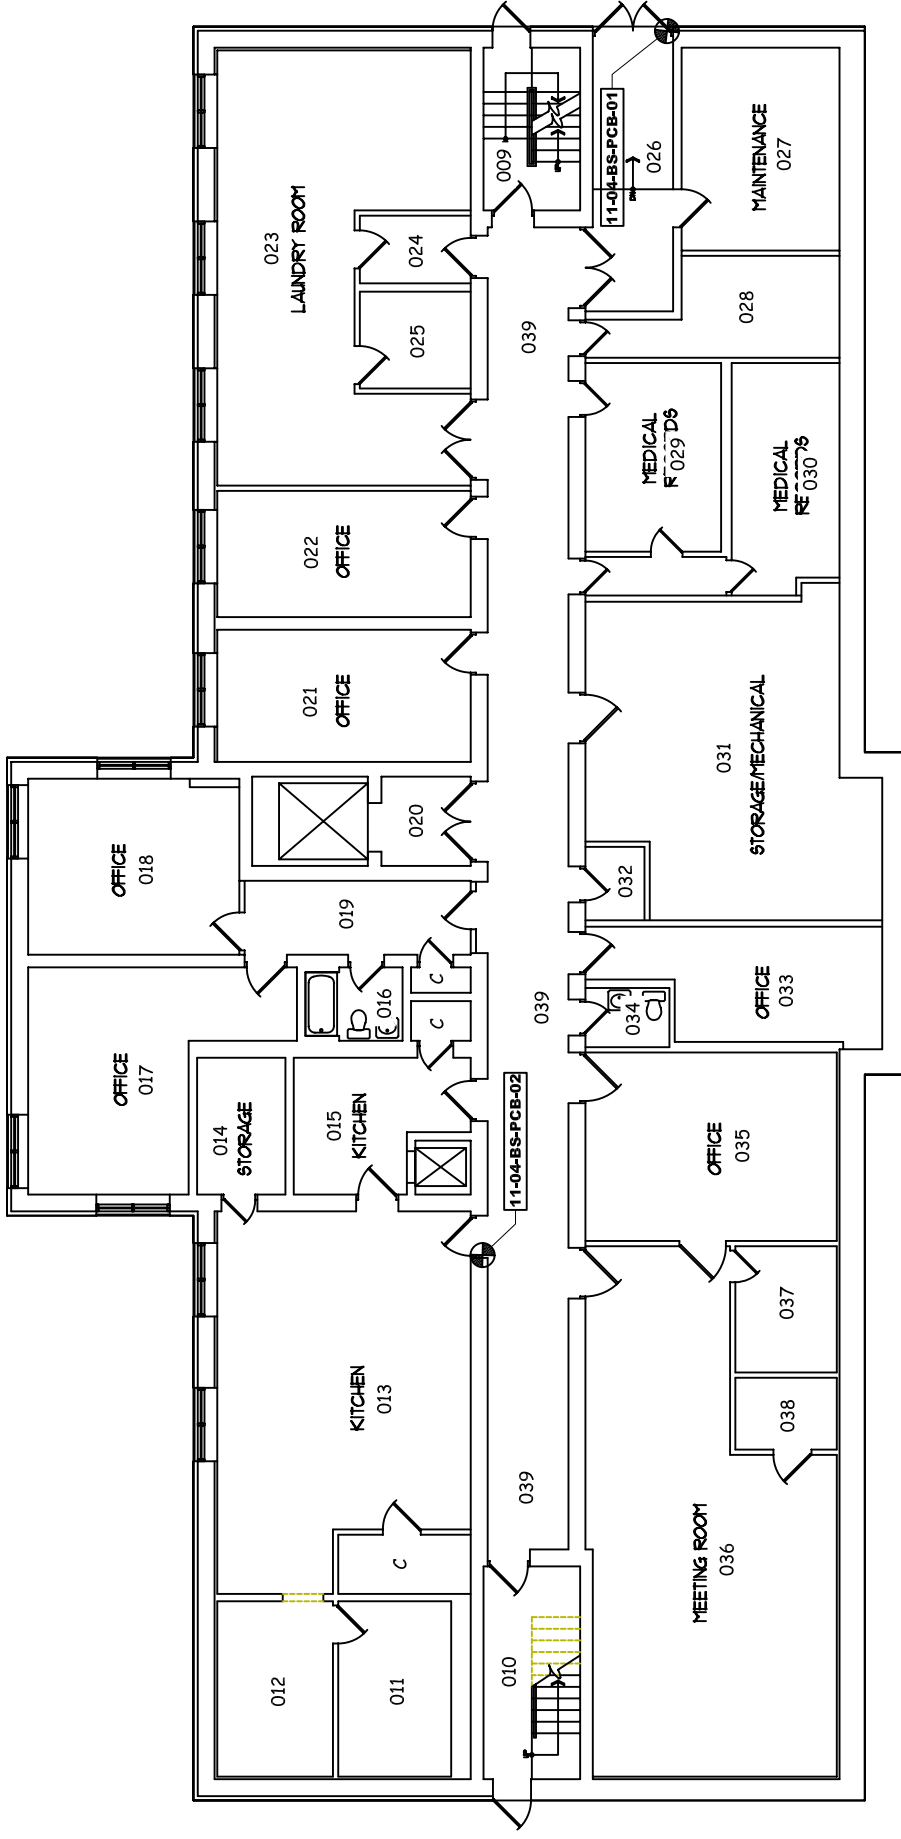 009
11-04-BS-PCB-01
DNG
026
MAINTENANCE
027
023
LAUNDRY ROOM
024
025
039
028
MEDICAL
029
MEDICAL
030
022
OFFICE
021
OFFICE
020
031
STORAGE/MECHANICAL
032
OFFICE
018
019
C
016
C
OFFICE
017
014
STORAGE
015
KITCHEN
039
034
OFFICE
033
11-04-BS-PCB-02
OFFICE
035
KITCHEN
013
037
038
039
C
MEETING ROOM
036
012
011
010